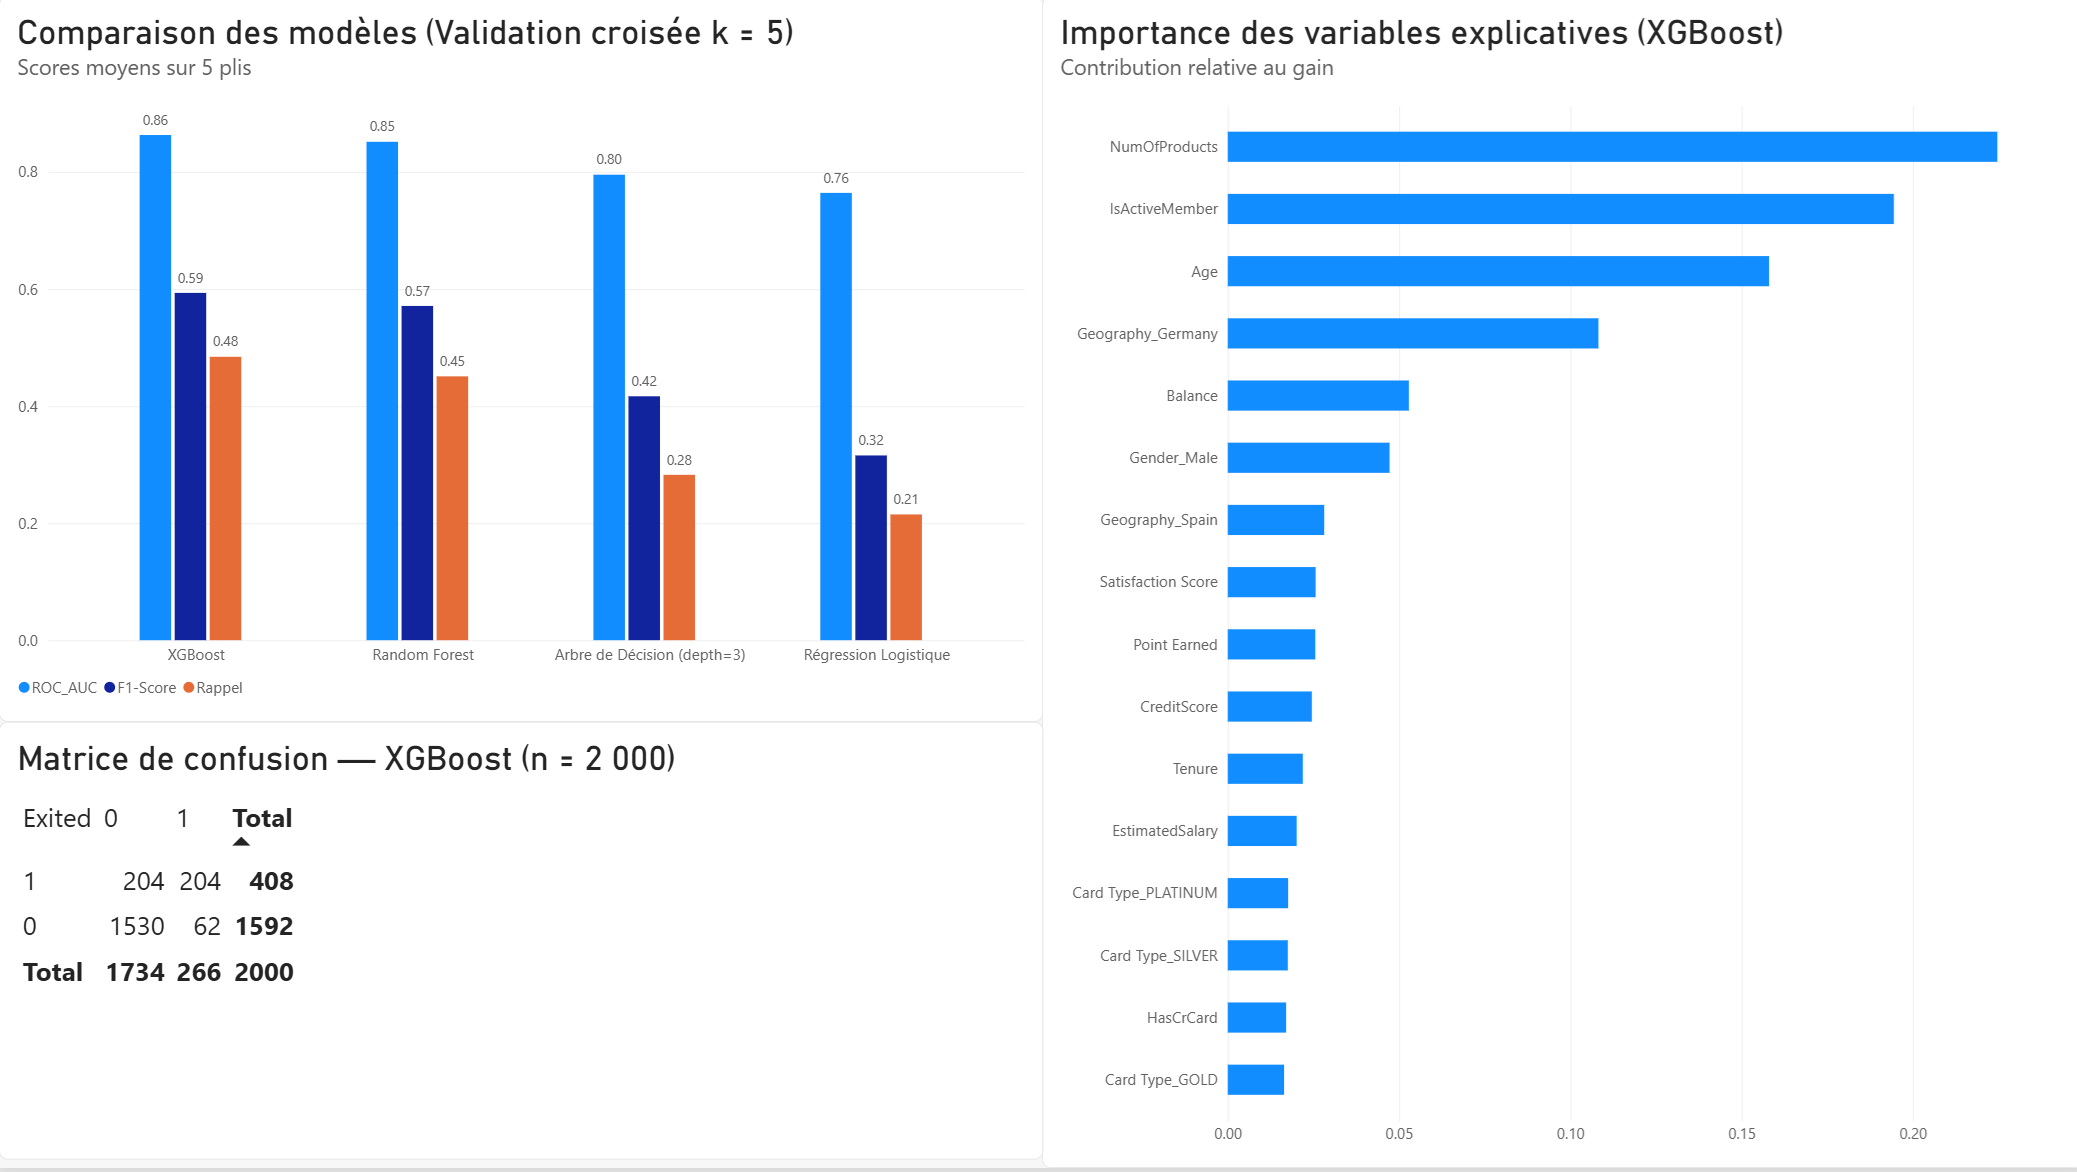 Comparaison des modèles (Validation croisée k = 5)
Scores moyens sur 5 plis
0.86
0.85
0.80
0.76
0.59
0.57
0.48
0.45
0.42
0.32
0.28
0.21
0.8
0.6
0.4
0.2
0.0
XGBoost
Random Forest
Arbre de Décision (depth=3)
Régression Logistique
ROC_AUC F1-Score Rappel
Matrice de confusion — XGBoost (n = 2 000)
Exited 0 1 Total
1 204 204 408
0 1530 62 1592
Total 1734 266 2000
Importance des variables explicatives (XGBoost)
Contribution relative au gain
NumOfProducts
IsActiveMember
Age
Geography_Germany
Balance
Gender_Male
Geography_Spain
Satisfaction Score
Point Earned
CreditScore
Tenure
EstimatedSalary
Card Type_PLATINUM
Card Type_SILVER
HasCrCard
Card Type_GOLD
0.00 0.05 0.10 0.15 0.20